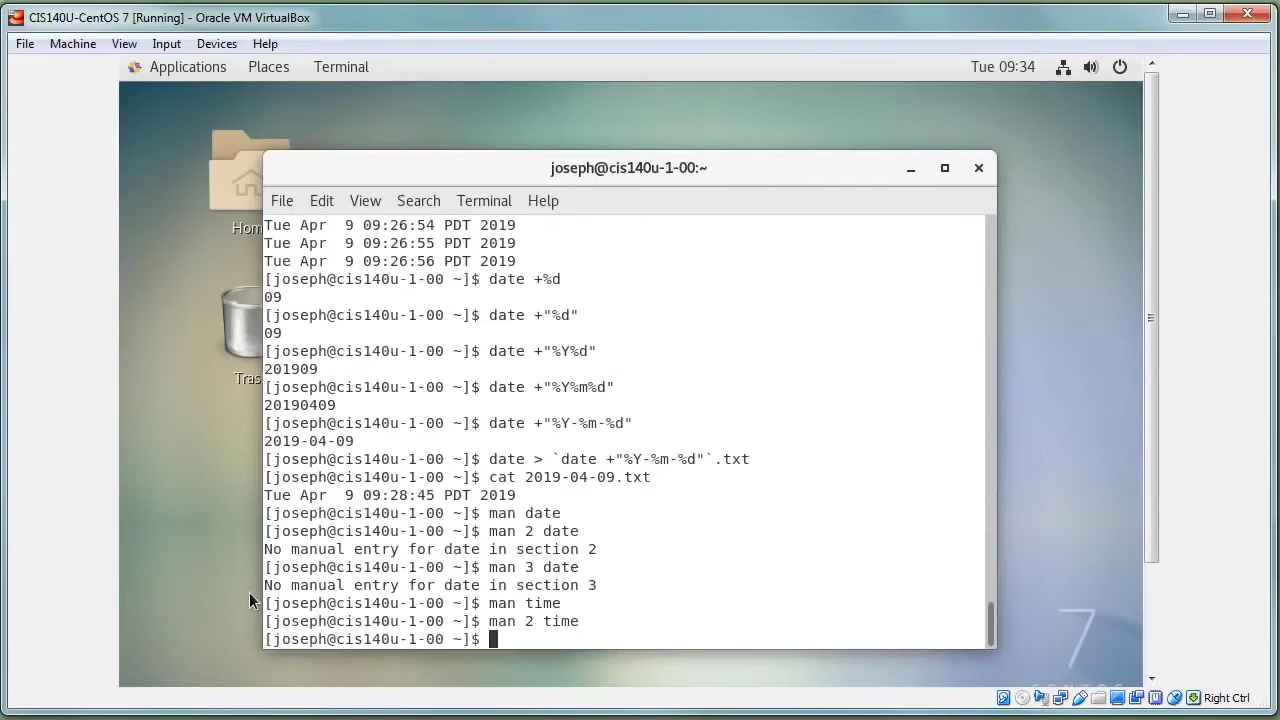 CIS140U-CentOS 7 [Running] - Oracle VM VirtualBox
File Machine View Input Devices Help
Applications Places Terminal Tue 09:34
Home
Tras
joseph@cis140u-1-00:~
File Edit View Search Terminal Help
Tue Apr  9 09:26:54 PDT 2019
Tue Apr  9 09:26:55 PDT 2019
Tue Apr  9 09:26:56 PDT 2019
[joseph@cis140u-1-00 ~]$ date +%d
09
[joseph@cis140u-1-00 ~]$ date +"%d"
09
[joseph@cis140u-1-00 ~]$ date +"%Y%d"
201909
[joseph@cis140u-1-00 ~]$ date +"%Y%m%d"
20190409
[joseph@cis140u-1-00 ~]$ date +"%Y-%m-%d"
2019-04-09
[joseph@cis140u-1-00 ~]$ date > `date +"%Y-%m-%d"`.txt
[joseph@cis140u-1-00 ~]$ cat 2019-04-09.txt
Tue Apr  9 09:28:45 PDT 2019
[joseph@cis140u-1-00 ~]$ man date
[joseph@cis140u-1-00 ~]$ man 2 date
No manual entry for date in section 2
[joseph@cis140u-1-00 ~]$ man 3 date
No manual entry for date in section 3
[joseph@cis140u-1-00 ~]$ man time
[joseph@cis140u-1-00 ~]$ man 2 time
[joseph@cis140u-1-00 ~]$
7
Right Ctrl